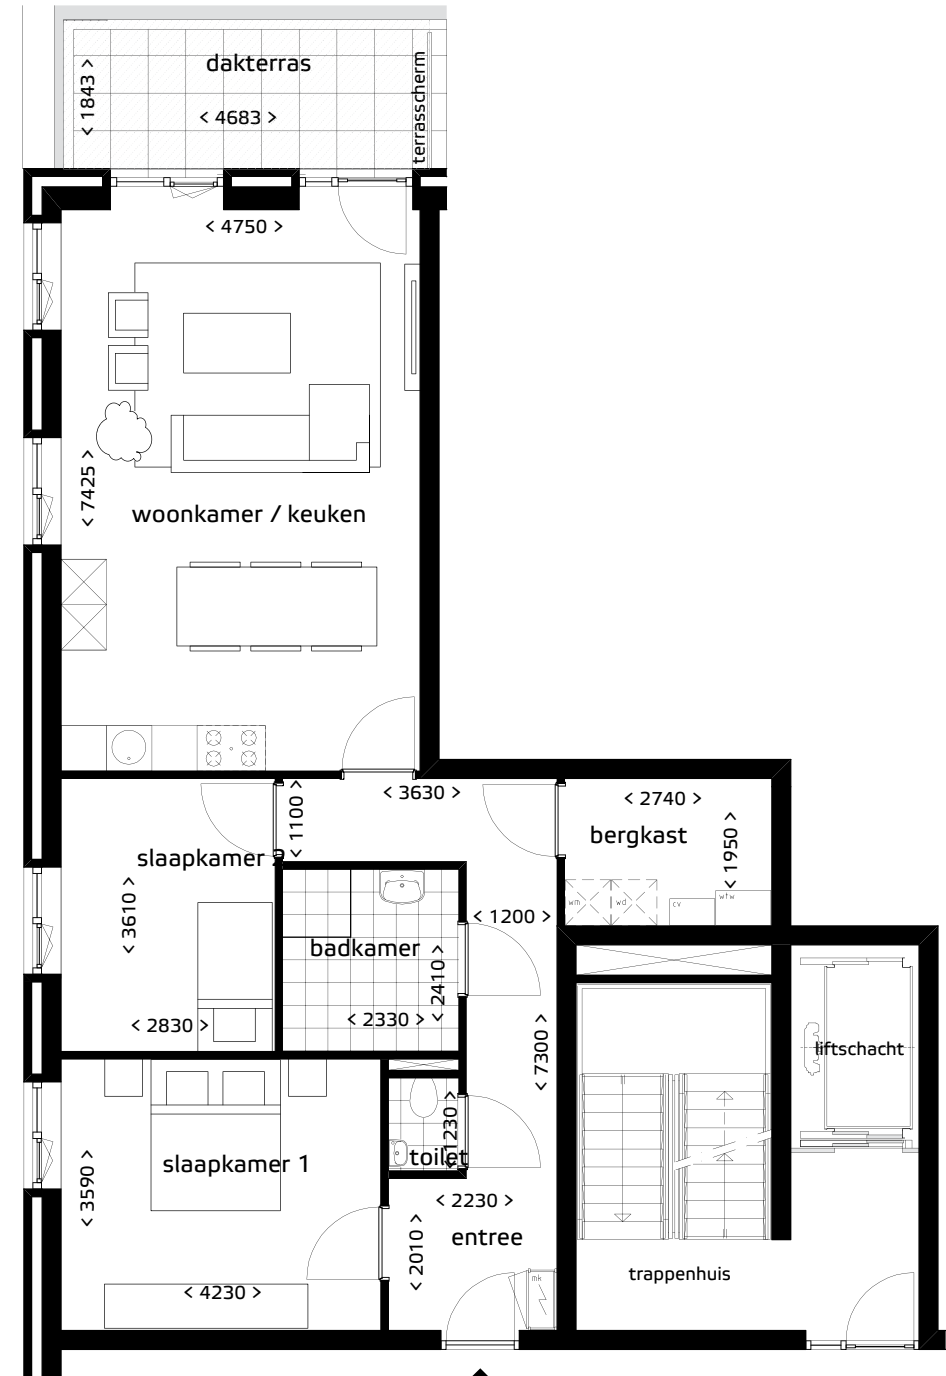 dakterras
< 1843 >
< 4683 >
terrasscherm
< 4750 >
< 7425 >
woonkamer / keuken
< 3630 >
< 1100 >
< 2740 >
bergkast
< 1950 >
slaapkamer 2
< 3610 >
wm
wd
cv
wtw
< 1200 >
badkamer
< 2410 >
< 2330 >
< 2830 >
< 7300 >
liftschacht
< 1230 >
toilet
slaapkamer 1
< 3590 >
< 2230 >
entree
< 2010 >
trappenhuis
mk
< 4230 >